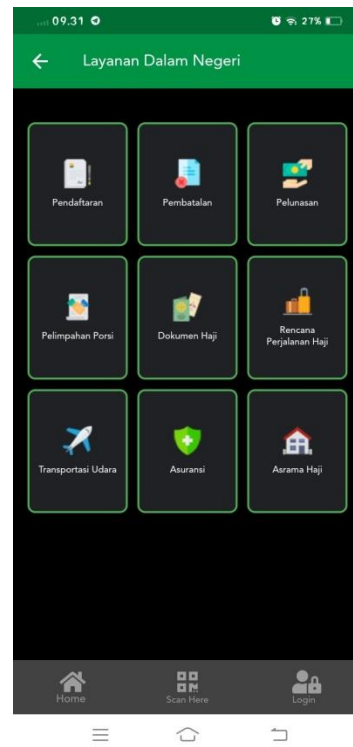 09.31
27%
Layanan Dalam Negeri
Pendaftaran
Pembatalan
Pelunasan
Pelimpahan Porsi
Dokumen Haji
Rencana
Perjalanan Haji
Transportasi Udara
Asuransi
Asrama Haji
Home
Scan Here
Login